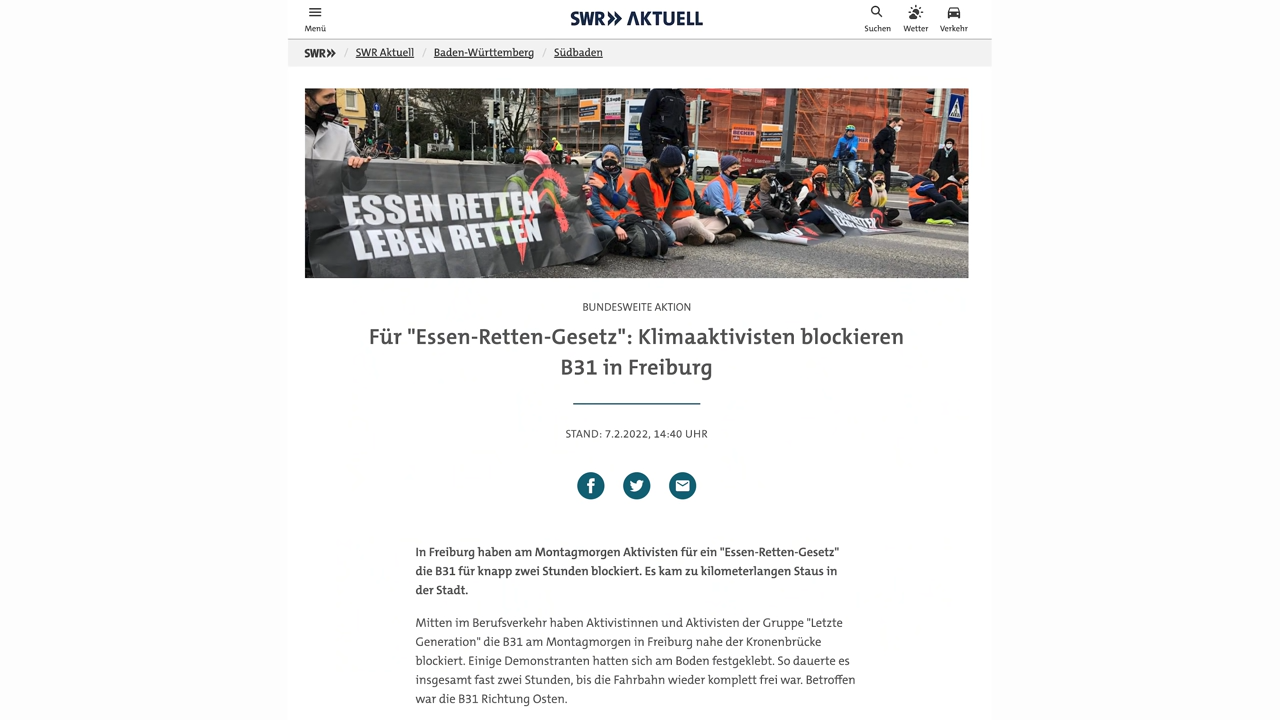 Menü
SWR» AKTUELL
Suchen
Wetter
Verkehr
SWR» / SWR Aktuell / Baden-Württemberg / Südbaden
ESSEN RETTEN
LEBEN RETTEN
BUNDESWEITE AKTION
Für "Essen-Retten-Gesetz": Klimaaktivisten blockieren
B31 in Freiburg
STAND: 7.2.2022, 14:40 UHR
In Freiburg haben am Montagmorgen Aktivisten für ein "Essen-Retten-Gesetz"
die B31 für knapp zwei Stunden blockiert. Es kam zu kilometerlangen Staus in
der Stadt.
Mitten im Berufsverkehr haben Aktivistinnen und Aktivisten der Gruppe "Letzte
Generation" die B31 am Montagmorgen in Freiburg nahe der Kronenbrücke
blockiert. Einige Demonstranten hatten sich am Boden festgeklebt. So dauerte es
insgesamt fast zwei Stunden, bis die Fahrbahn wieder komplett frei war. Betroffen
war die B31 Richtung Osten.